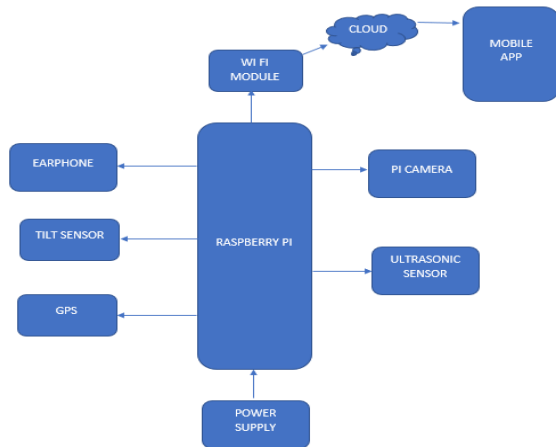 CLOUD
MOBILE
APP
WI FI
MODULE
EARPHONE
PI CAMERA
TILT SENSOR
RASPBERRY PI
ULTRASONIC
SENSOR
GPS
POWER
SUPPLY